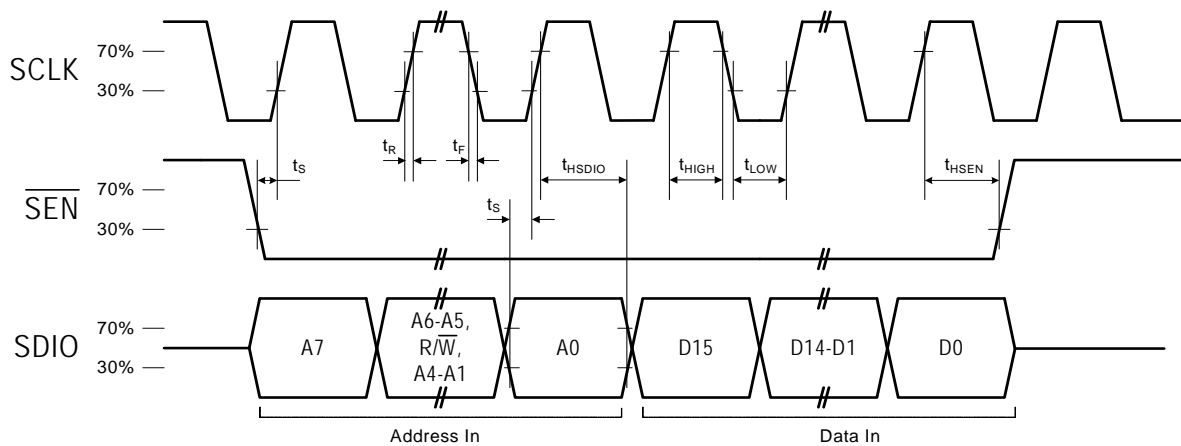 SCLK
70%
30%
tS
tR
tF
tHSDIO
tHIGH
tLOW
tHSEN
SEN
70%
30%
tS
SDIO
70%
30%
A7
A6-A5,
R/W,
A4-A1
A0
D15
D14-D1
D0
Address In
Data In